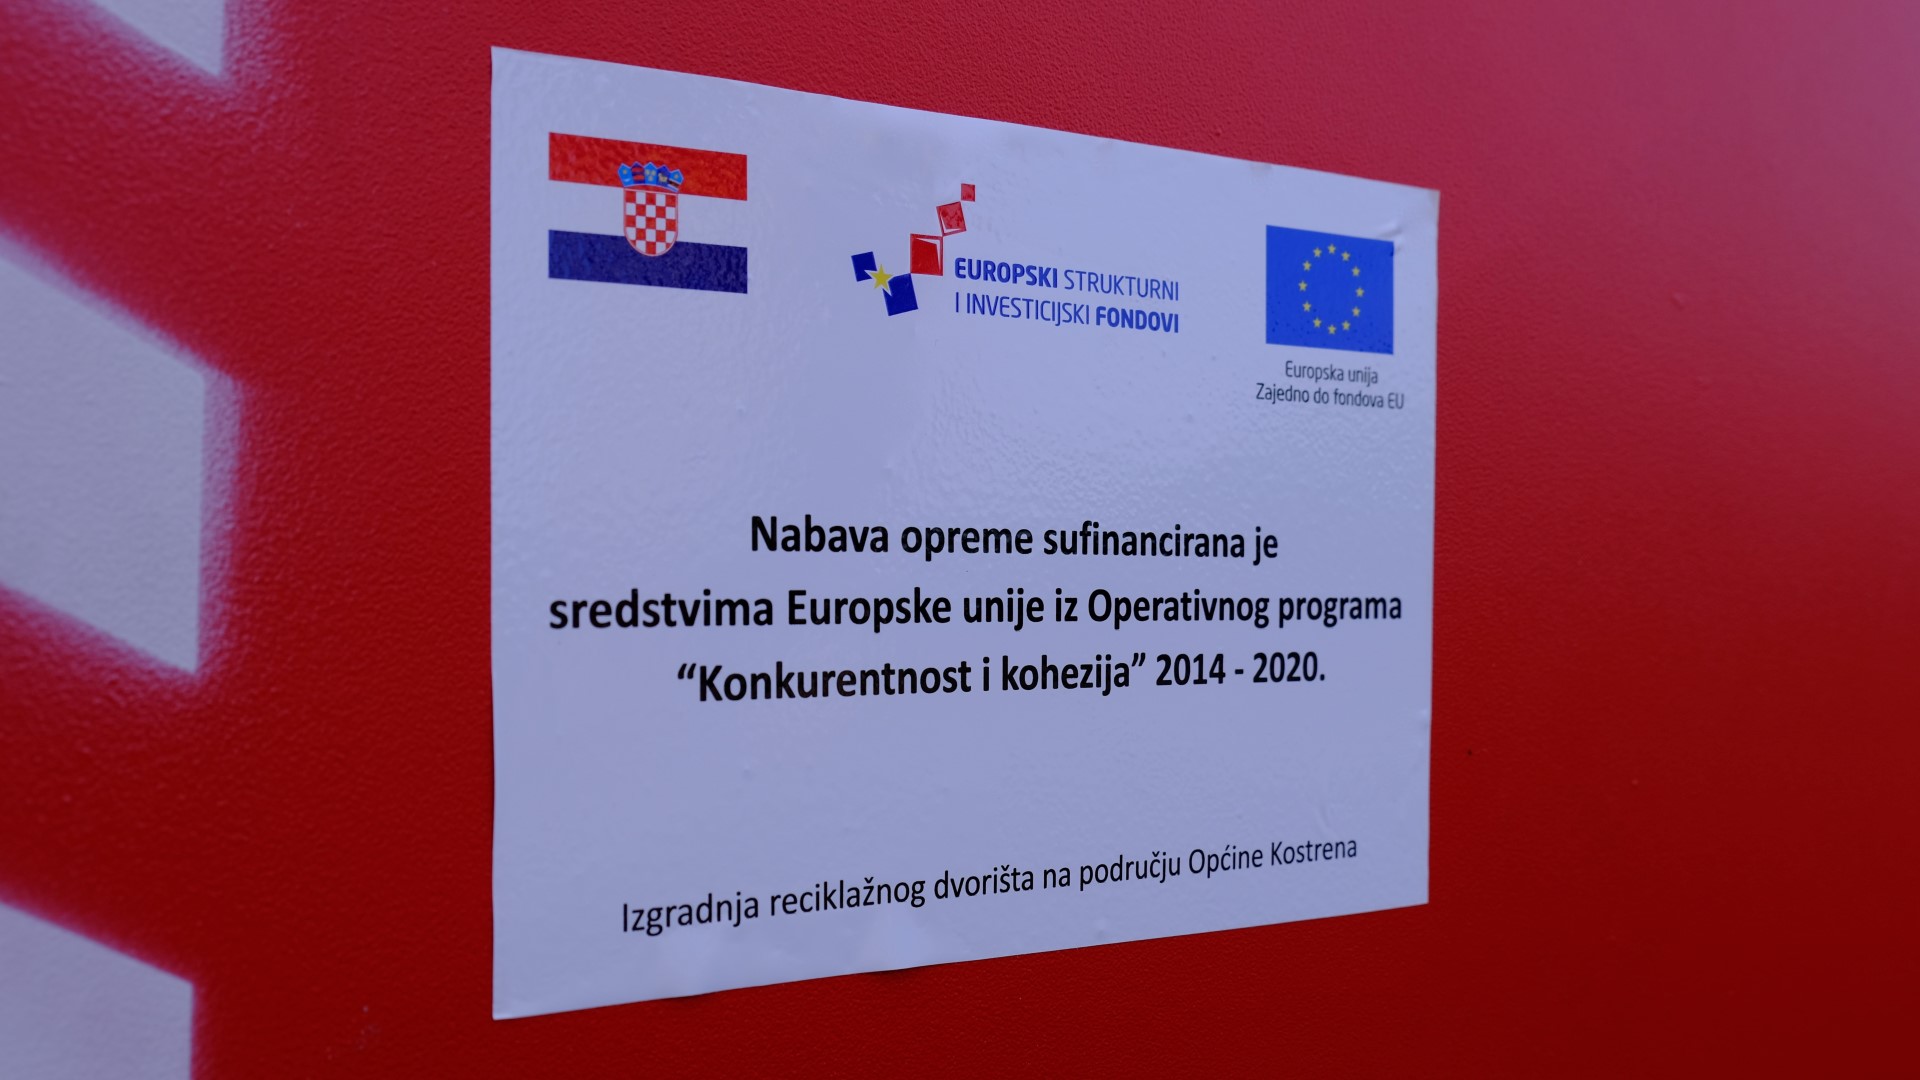 EUROPSKI STRUKTURNI
I INVESTICIJSKI FONDOVI
Europska unija
Zajedno do fondova EU
Nabava opreme sufinancirana je
sredstvima Europske unije iz Operativnog programa
“Konkurentnost i kohezija” 2014 - 2020.
Izgradnja reciklažnog dvorišta na području Općine Kostrena